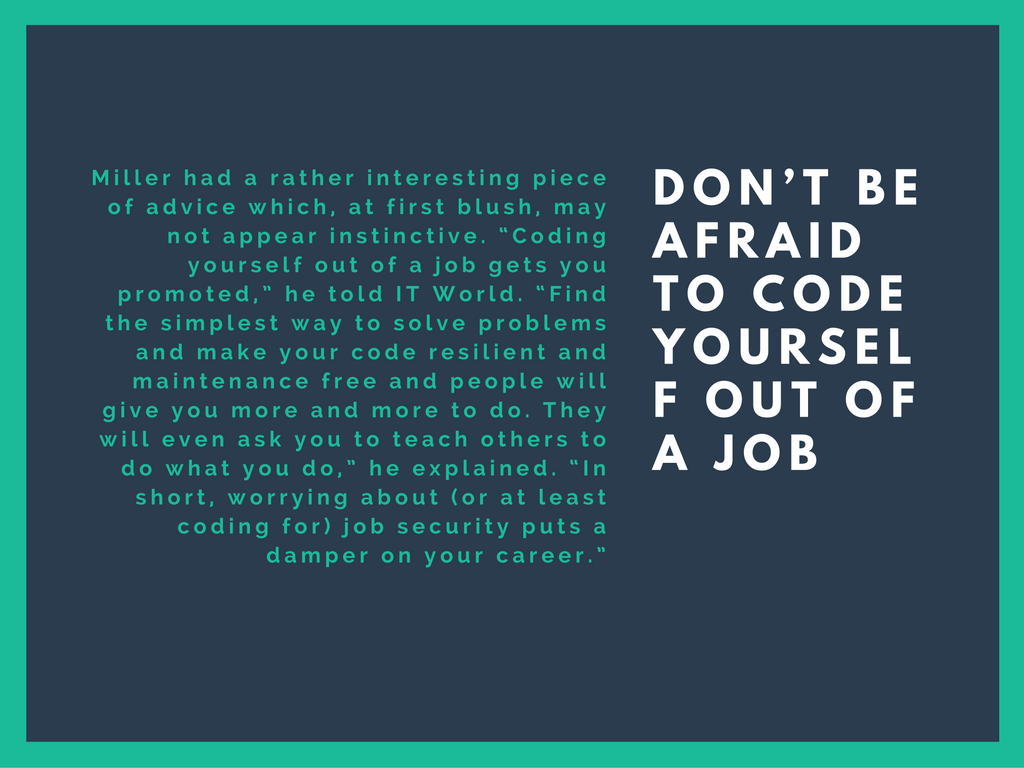 Miller had a rather interesting piece
of advice which, at first blush, may
not appear instinctive. “Coding
yourself out of a job gets you
promoted,” he told IT World. “Find
the simplest way to solve problems
and make your code resilient and
maintenance free and people will
give you more and more to do. They
will even ask you to teach others to
do what you do,” he explained. “In
short, worrying about (or at least
coding for) job security puts a
damper on your career.”
DON’T BE
AFRAID
TO CODE
YOURSEL
F OUT OF
A JOB